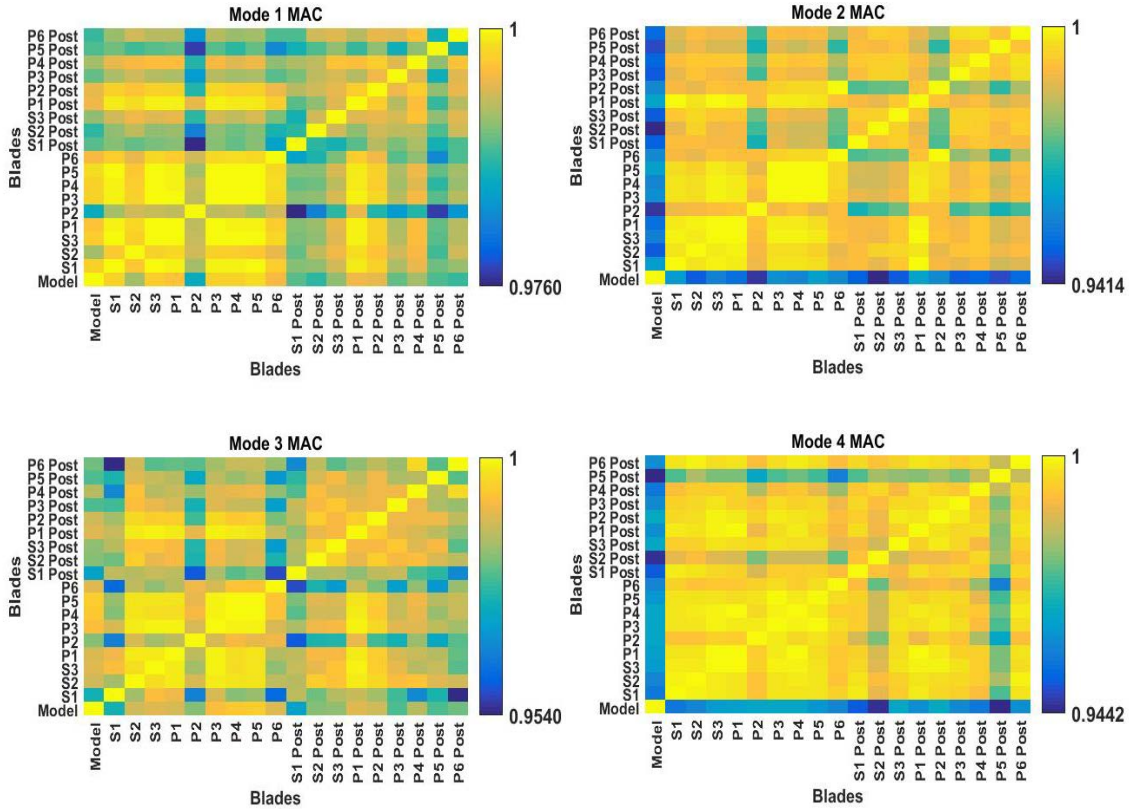 Mode 1 MAC
P6 Post
P5 Post
P4 Post
P3 Post
P2 Post
P1 Post
S3 Post
S2 Post
S1 Post
P6
P5
P4
P3
P2
P1
S3
S2
S1
Model
Blades
Model
S1
S2
S3
P1
P2
P3
P4
P5
P6
S1 Post
S2 Post
S3 Post
P1 Post
P2 Post
P3 Post
P4 Post
P5 Post
P6 Post
Blades
1
0.9760
Mode 2 MAC
P6 Post
P5 Post
P4 Post
P3 Post
P2 Post
P1 Post
S3 Post
S2 Post
S1 Post
P6
P5
P4
P3
P2
P1
S3
S2
S1
Model
Blades
Model
S1
S2
S3
P1
P2
P3
P4
P5
P6
S1 Post
S2 Post
S3 Post
P1 Post
P2 Post
P3 Post
P4 Post
P5 Post
P6 Post
Blades
1
0.9414
Mode 3 MAC
P6 Post
P5 Post
P4 Post
P3 Post
P2 Post
P1 Post
S3 Post
S2 Post
S1 Post
P6
P5
P4
P3
P2
P1
S3
S2
S1
Model
Blades
Model
S1
S2
S3
P1
P2
P3
P4
P5
P6
S1 Post
S2 Post
S3 Post
P1 Post
P2 Post
P3 Post
P4 Post
P5 Post
P6 Post
Blades
1
0.9540
Mode 4 MAC
P6 Post
P5 Post
P4 Post
P3 Post
P2 Post
P1 Post
S3 Post
S2 Post
S1 Post
P6
P5
P4
P3
P2
P1
S3
S2
S1
Model
Blades
Model
S1
S2
S3
P1
P2
P3
P4
P5
P6
S1 Post
S2 Post
S3 Post
P1 Post
P2 Post
P3 Post
P4 Post
P5 Post
P6 Post
Blades
1
0.9442